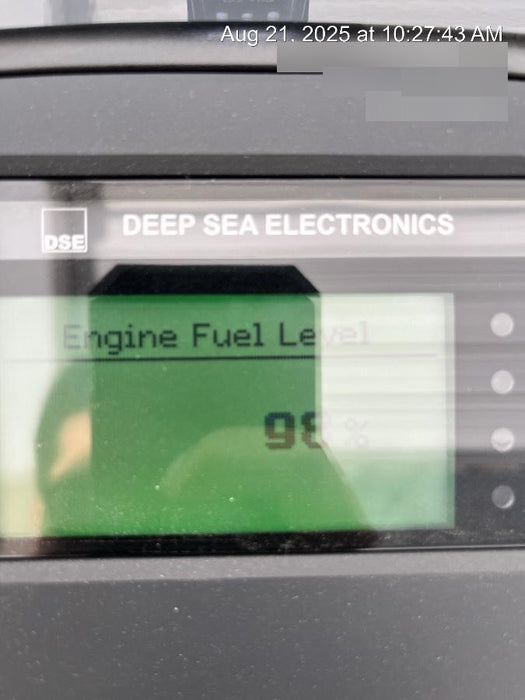 Aug 21, 2025 at 10:27:43 AM
DSE
DEEP SEA ELECTRONICS
Engine Fuel Level
98 %